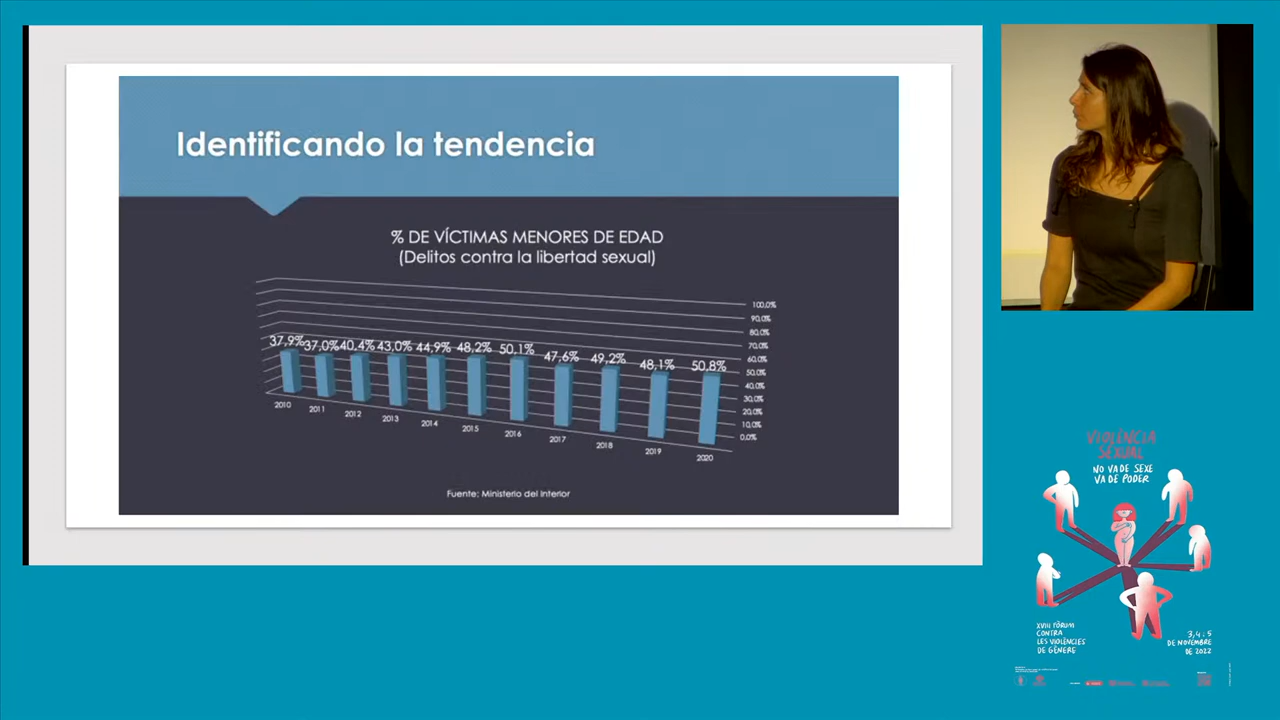 Identificando la tendencia
% DE VÍCTIMAS MENORES DE EDAD
(Delitos contra la libertad sexual)
100,0%
90,0%
80,0%
70,0%
60,0%
50,0%
40,0%
30,0%
20,0%
10,0%
0,0%
37,9% 37,0% 40,4% 43,0% 44,9% 48,2% 50,1% 47,6% 49,2% 48,1% 50,8%
2010 2011 2012 2013 2014 2015 2016 2017 2018 2019 2020
Fuente: Ministerio del Interior
VIOLÈNCIA
SEXUAL
NO VA DE SEXE
VA DE PODER
XVIII FÒRUM
CONTRA
LES VIOLÈNCIES
DE GÈNERE
3, 4 i 5
DE NOVEMBRE
DE 2022